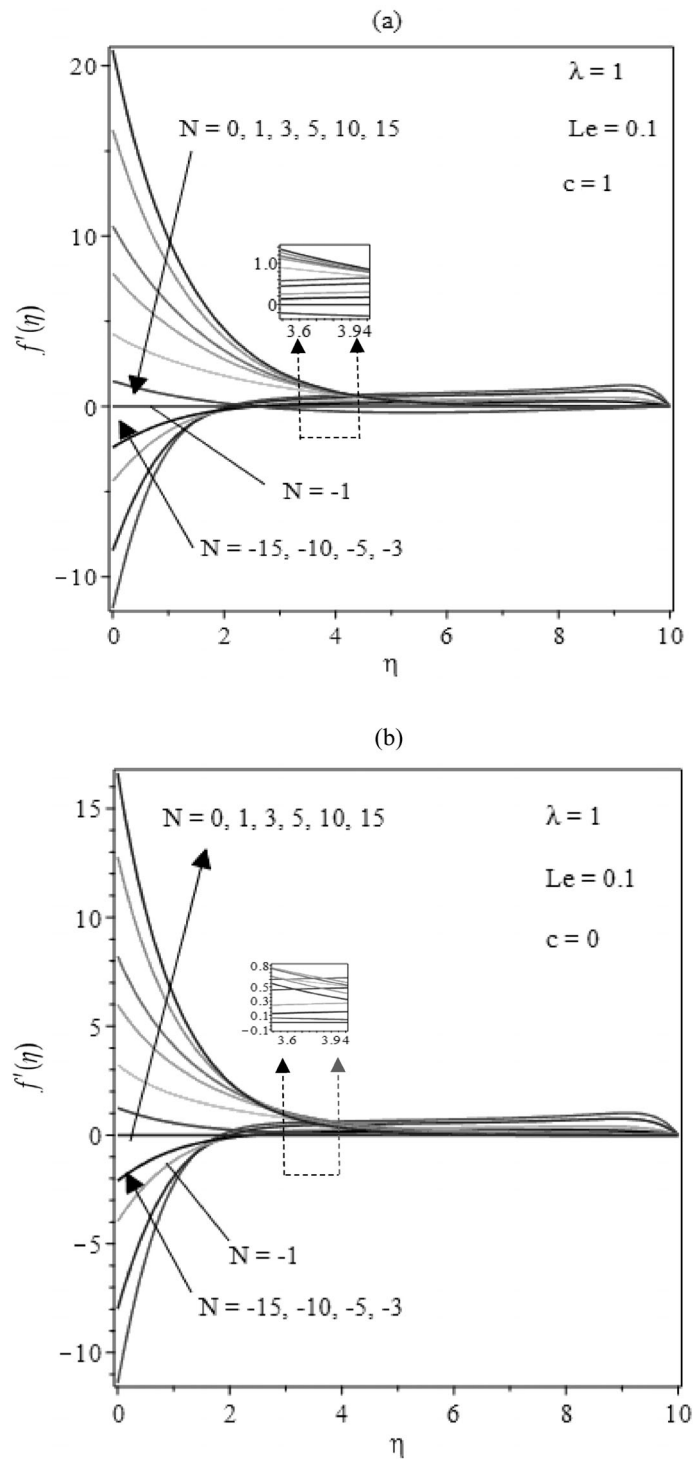 (a)
20
λ = 1
N = 0, 1, 3, 5, 10, 15
Le = 0.1
c = 1
10
1.0
0
3.6
3.94
f'(η)
0
N = -1
N = -15, -10, -5, -3
-10
0
2
4
6
8
10
η
(b)
15
N = 0, 1, 3, 5, 10, 15
λ = 1
Le = 0.1
10
c = 0
0.8
0.5
0.3
0.1
-0.1
3.6
3.94
5
f'(η)
0
N = -1
-5
N = -15, -10, -5, -3
-10
0
2
4
6
8
10
η